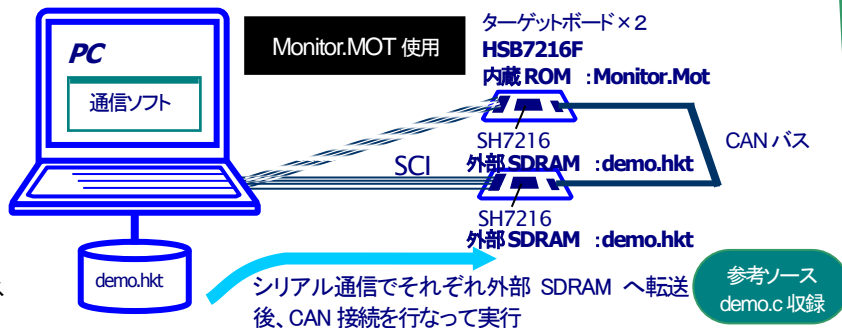 PC
通信ソフト
demo.hkt
Monitor.MOT 使用
ターゲットボード×2
HSB7216F
内蔵 ROM :Monitor.Mot
SH7216
外部 SDRAM :demo.hkt
SCI
CAN バス
SH7216
外部 SDRAM :demo.hkt
シリアル通信でそれぞれ外部 SDRAM へ転送
後、CAN 接続を行なって実行
参考ソース
demo.c 収録